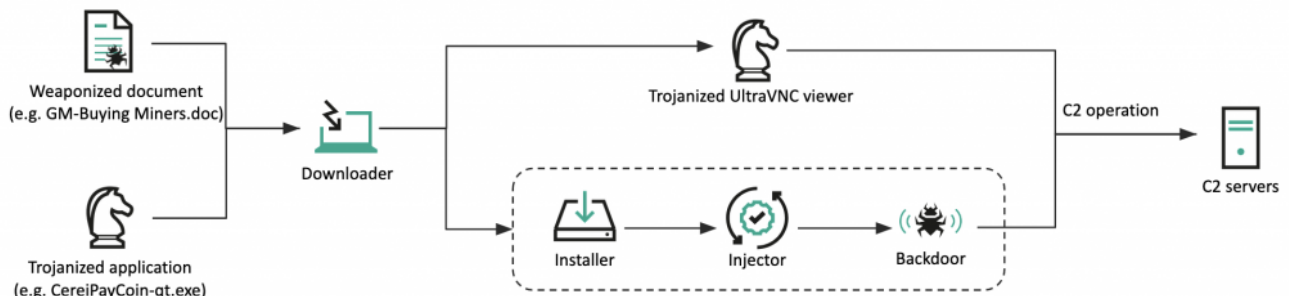 Weaponized document
(e.g. GM-Buying Miners.doc)
Trojanized application
(e.g. CereiPayCoin-qt.exe)
Downloader
Trojanized UltraVNC viewer
Installer
Injector
Backdoor
C2 operation
C2 servers